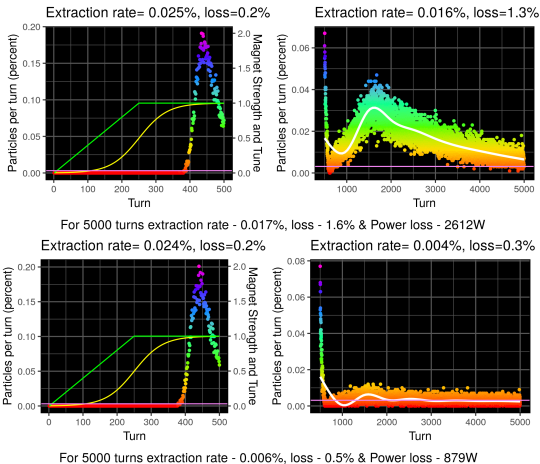 Extraction rate= 0.025%, loss=0.2%
Extraction rate= 0.016%, loss=1.3%
Particles per turn (percent)
0.20
0.15
0.10
0.05
0.00
2.0
1.5
1.0
0.5
0.0
Magnet Strength and Tune
0 100 200 300 400 500
Turn
Particles per turn (percent)
0.06
0.04
0.02
0.00
1000 2000 3000 4000 5000
Turn
For 5000 turns extraction rate - 0.017%, loss - 1.6% & Power loss - 2612W
Extraction rate= 0.024%, loss=0.2%
Extraction rate= 0.004%, loss=0.3%
Particles per turn (percent)
0.20
0.15
0.10
0.05
0.00
2.0
1.5
1.0
0.5
0.0
Magnet Strength and Tune
0 100 200 300 400 500
Turn
Particles per turn (percent)
0.08
0.06
0.04
0.02
0.00
1000 2000 3000 4000 5000
Turn
For 5000 turns extraction rate - 0.006%, loss - 0.5% & Power loss - 879W